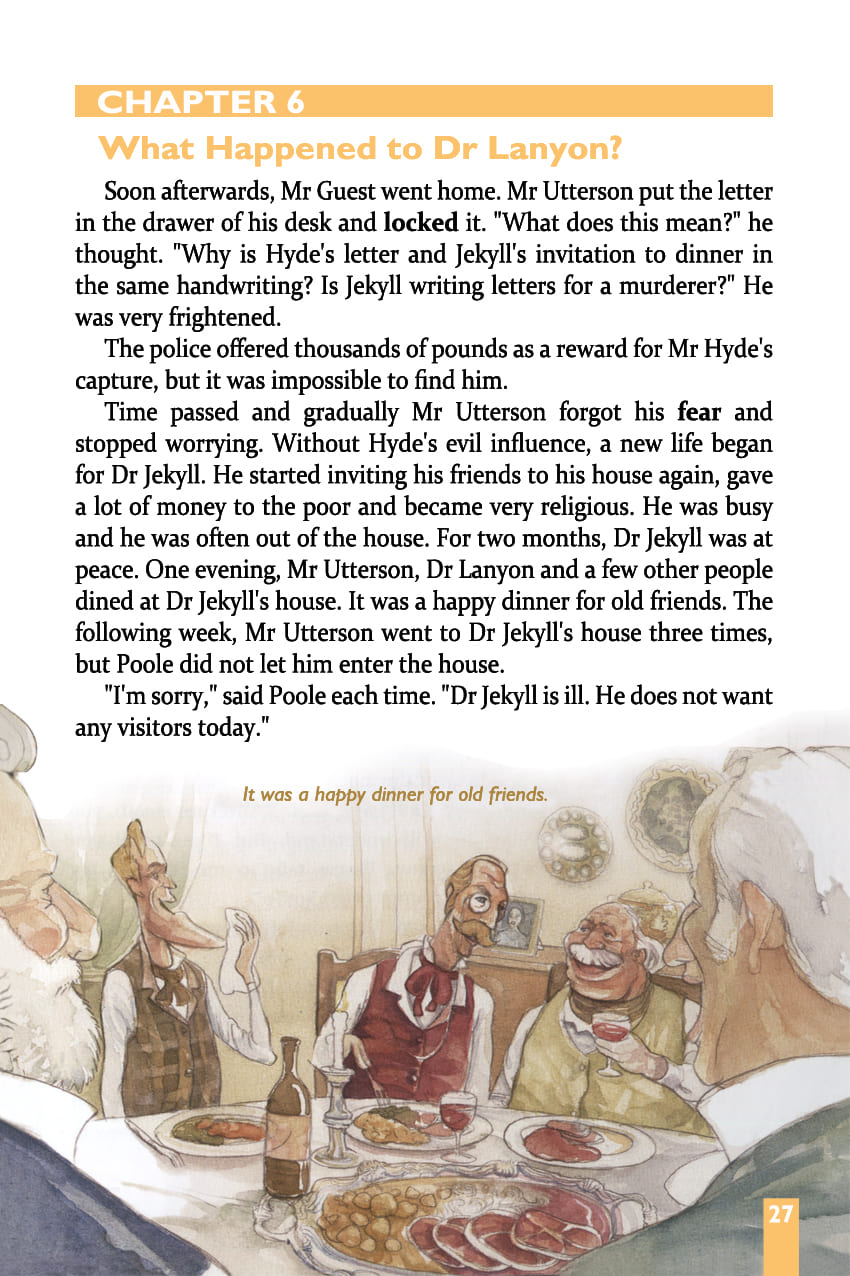 CHAPTER 6
What Happened to Dr Lanyon?
Soon afterwards, Mr Guest went home. Mr Utterson put the letter
in the drawer of his desk and locked it. "What does this mean?" he
thought. "Why is Hyde's letter and Jekyll's invitation to dinner in
the same handwriting? Is Jekyll writing letters for a murderer?" He
was very frightened.
The police offered thousands of pounds as a reward for Mr Hyde's
capture, but it was impossible to find him.
Time passed and gradually Mr Utterson forgot his fear and
stopped worrying. Without Hyde's evil influence, a new life began
for Dr Jekyll. He started inviting his friends to his house again, gave
a lot of money to the poor and became very religious. He was busy
and he was often out of the house. For two months, Dr Jekyll was at
peace. One evening, Mr Utterson, Dr Lanyon and a few other people
dined at Dr Jekyll's house. It was a happy dinner for old friends. The
following week, Mr Utterson went to Dr Jekyll's house three times,
but Poole did not let him enter the house.
"I'm sorry," said Poole each time. "Dr Jekyll is ill. He does not want
any visitors today."
It was a happy dinner for old friends.
27